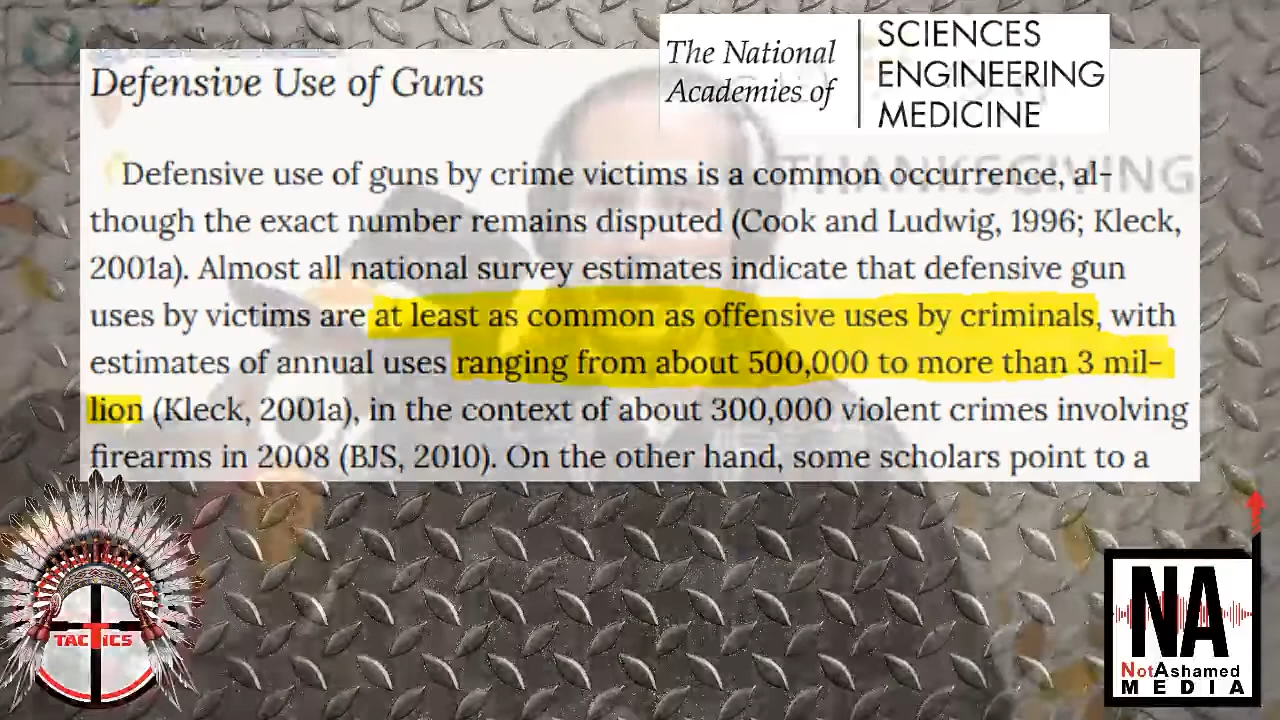 The National
Academies of
SCIENCES
ENGINEERING
MEDICINE
Defensive Use of Guns
THANKSGIVING
Defensive use of guns by crime victims is a common occurrence, al-
though the exact number remains disputed (Cook and Ludwig, 1996; Kleck,
2001a). Almost all national survey estimates indicate that defensive gun
uses by victims are at least as common as offensive uses by criminals, with
estimates of annual uses ranging from about 500,000 to more than 3 mil-
lion (Kleck, 2001a), in the context of about 300,000 violent crimes involving
firearms in 2008 (BJS, 2010). On the other hand, some scholars point to a
TACTICS
NA
NotAshamed
MEDIA